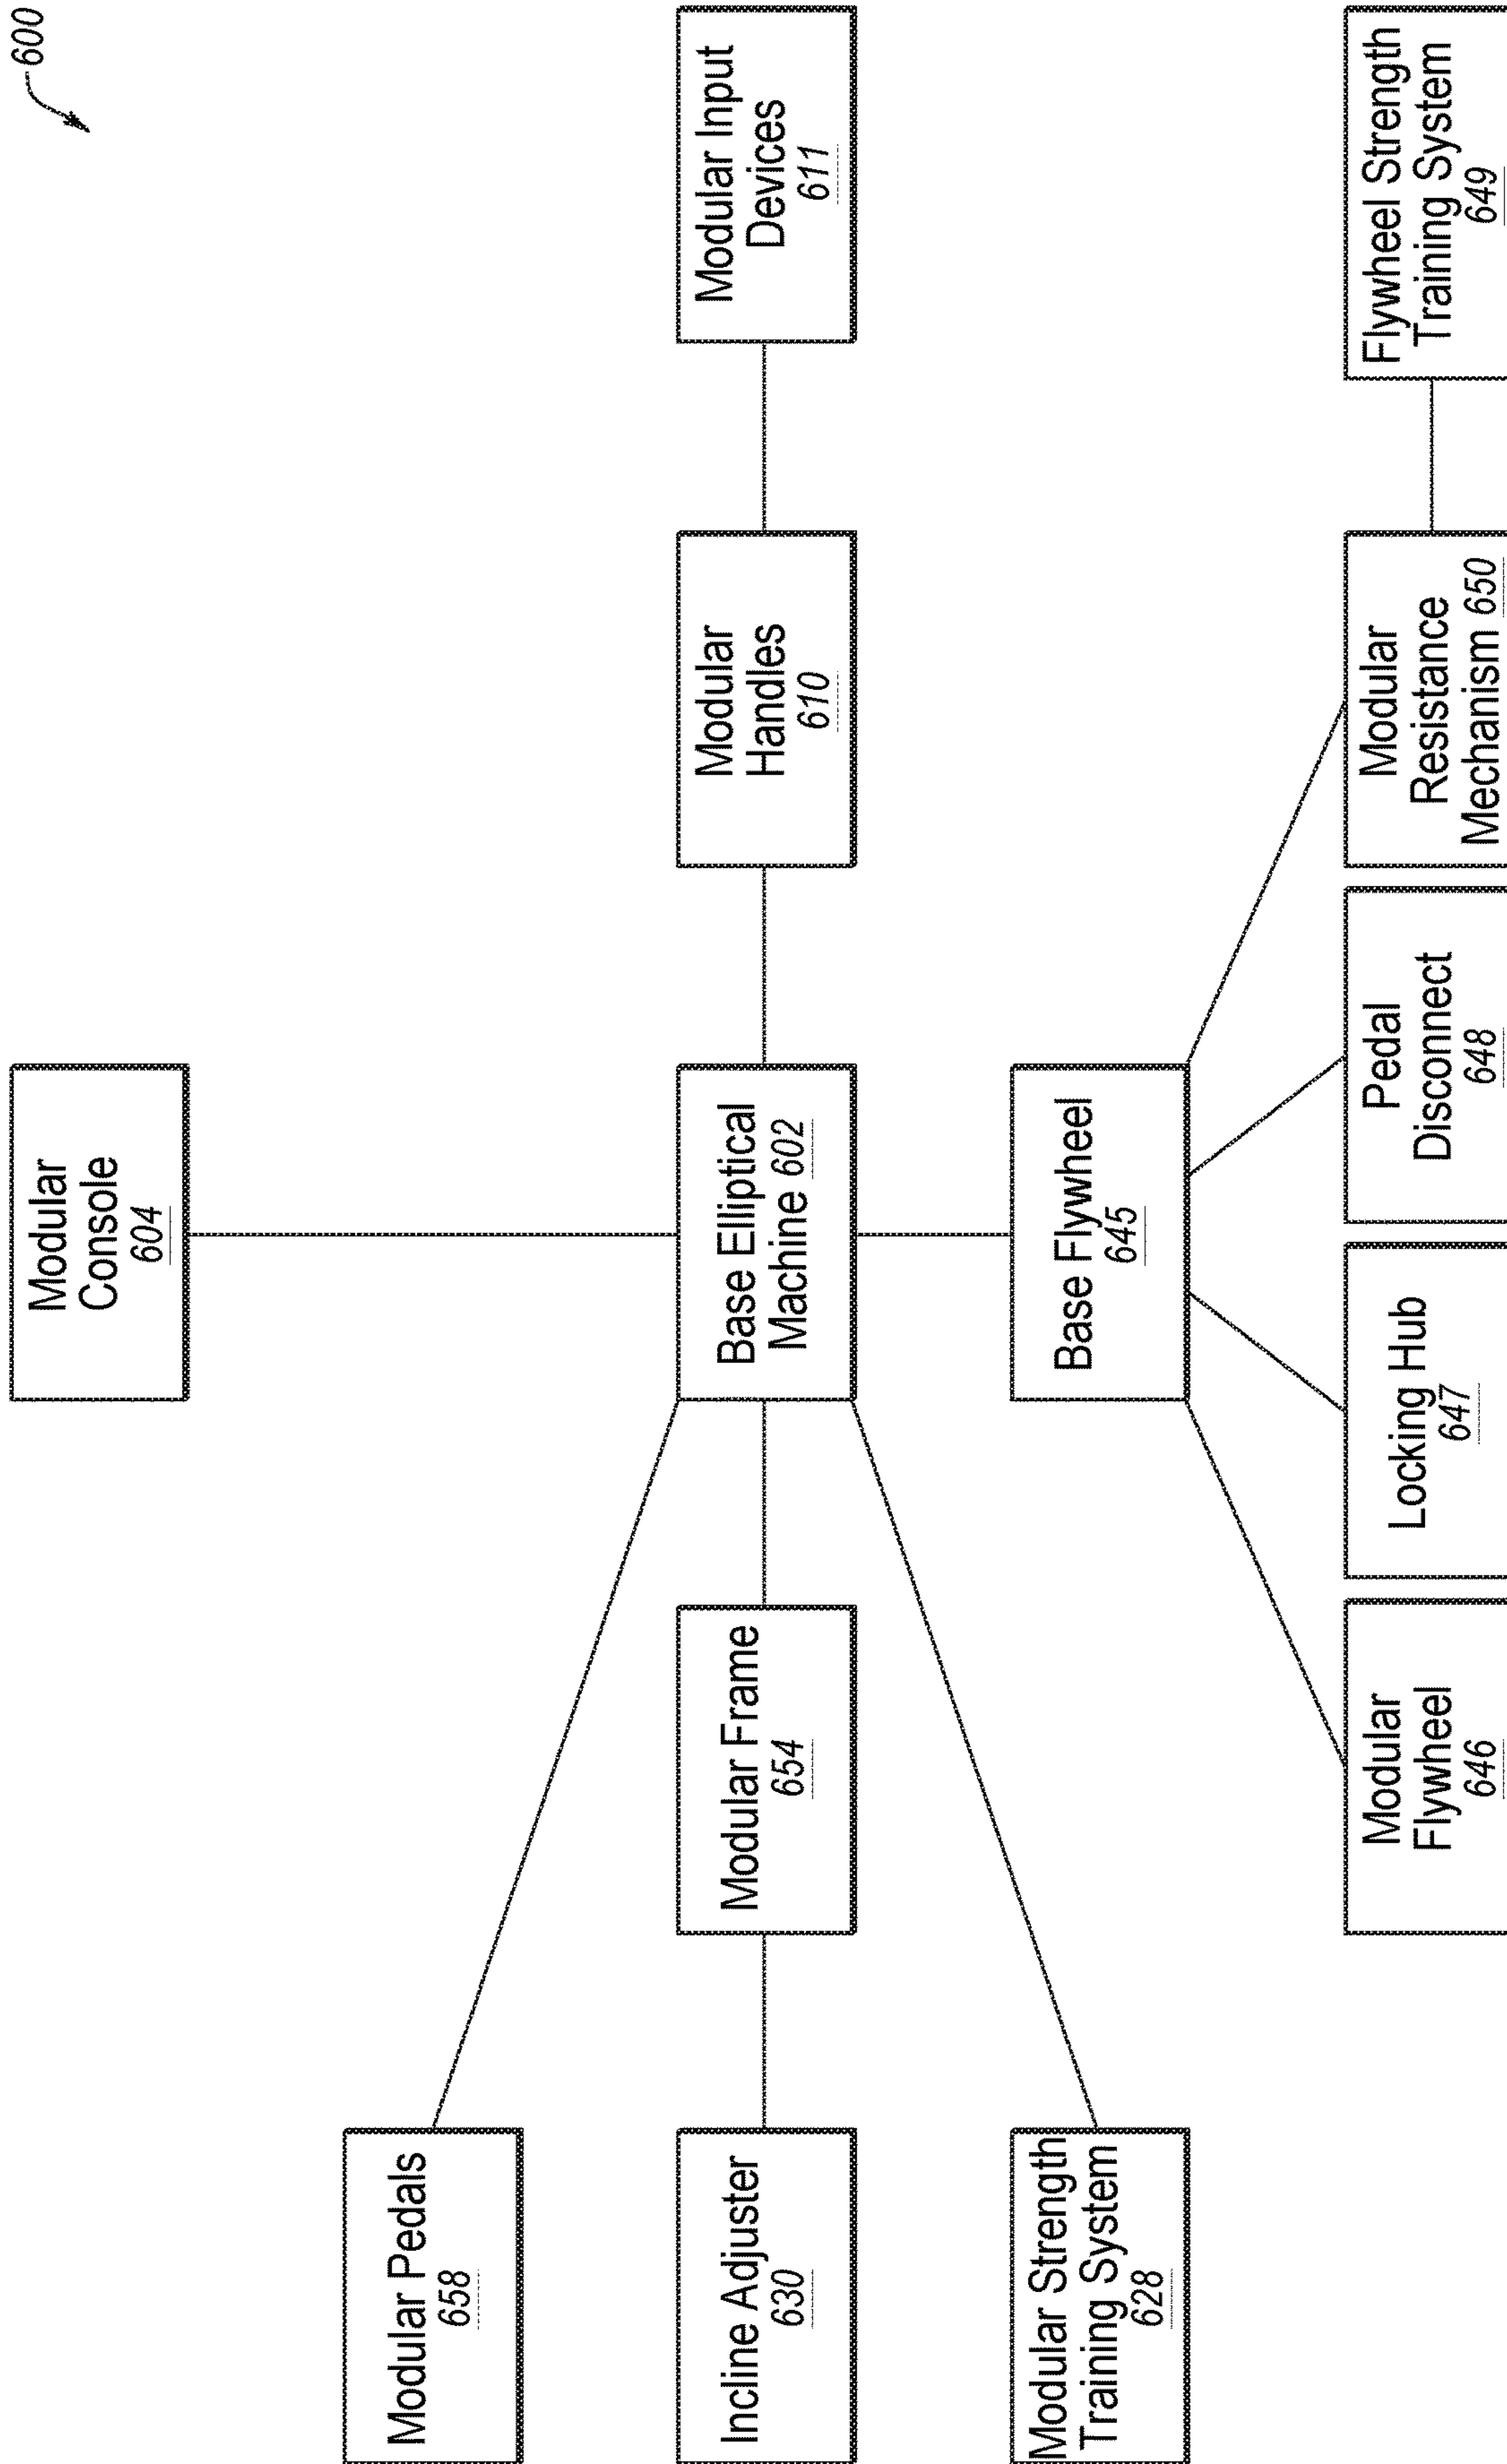 600
Modular
Console
604
Modular Pedals
658
Incline Adjuster
630
Modular Frame
654
Base Elliptical
Machine 602
Modular
Handles
610
Modular Input
Devices
611
Modular Strength
Training System
628
Base Flywheel
645
Modular
Flywheel
646
Locking Hub
647
Pedal
Disconnect
648
Modular
Resistance
Mechanism 650
Flywheel Strength
Training System
649